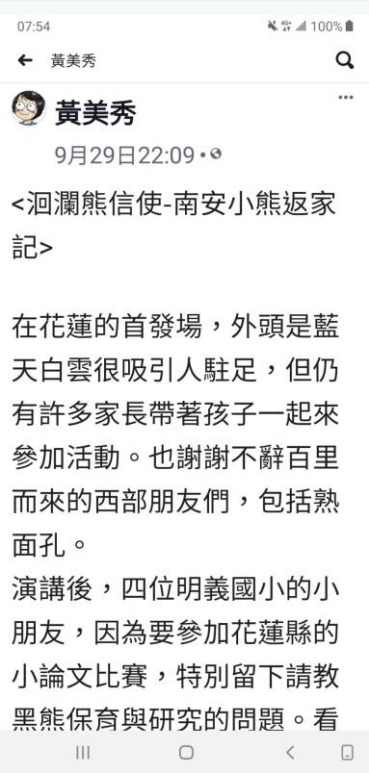 07:54
4G+
100%
黃美秀
黃美秀
9月29日22:09
<洄瀾熊信使-南安小熊返家
記>
在花蓮的首發場，外頭是藍
天白雲很吸引人駐足，但仍
有許多家長帶著孩子一起來
參加活動。也謝謝不辭百里
而來的西部朋友們，包括熟
面孔。
演講後，四位明義國小的小
朋友，因為要參加花蓮縣的
小論文比賽，特別留下請教
黑熊保育與研究的問題。看